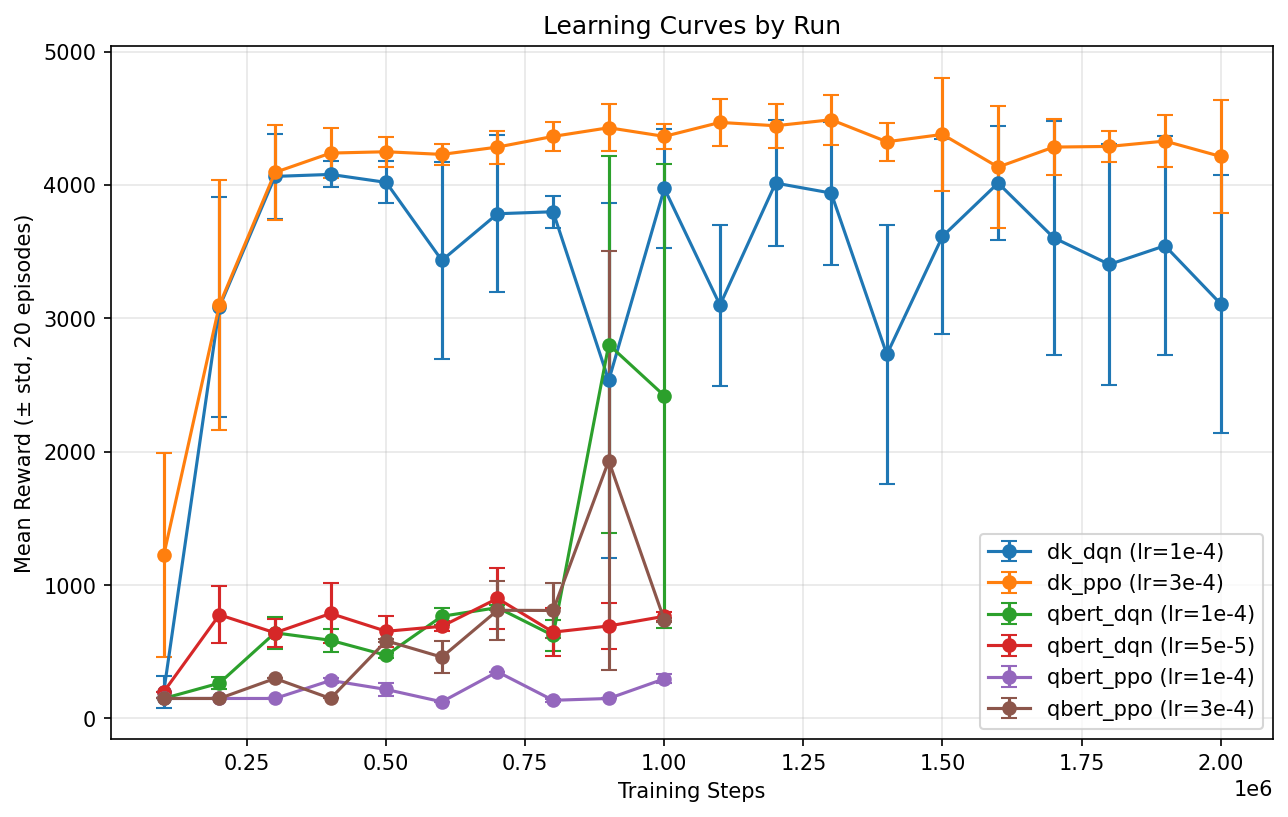 Learning Curves by Run
Mean Reward (± std, 20 episodes)
5000
4000
3000
2000
1000
0
0.25 0.50 0.75 1.00 1.25 1.50 1.75 2.00
1e6
Training Steps
dk_dqn (lr=1e-4)
dk_ppo (lr=3e-4)
qbert_dqn (lr=1e-4)
qbert_dqn (lr=5e-5)
qbert_ppo (lr=1e-4)
qbert_ppo (lr=3e-4)